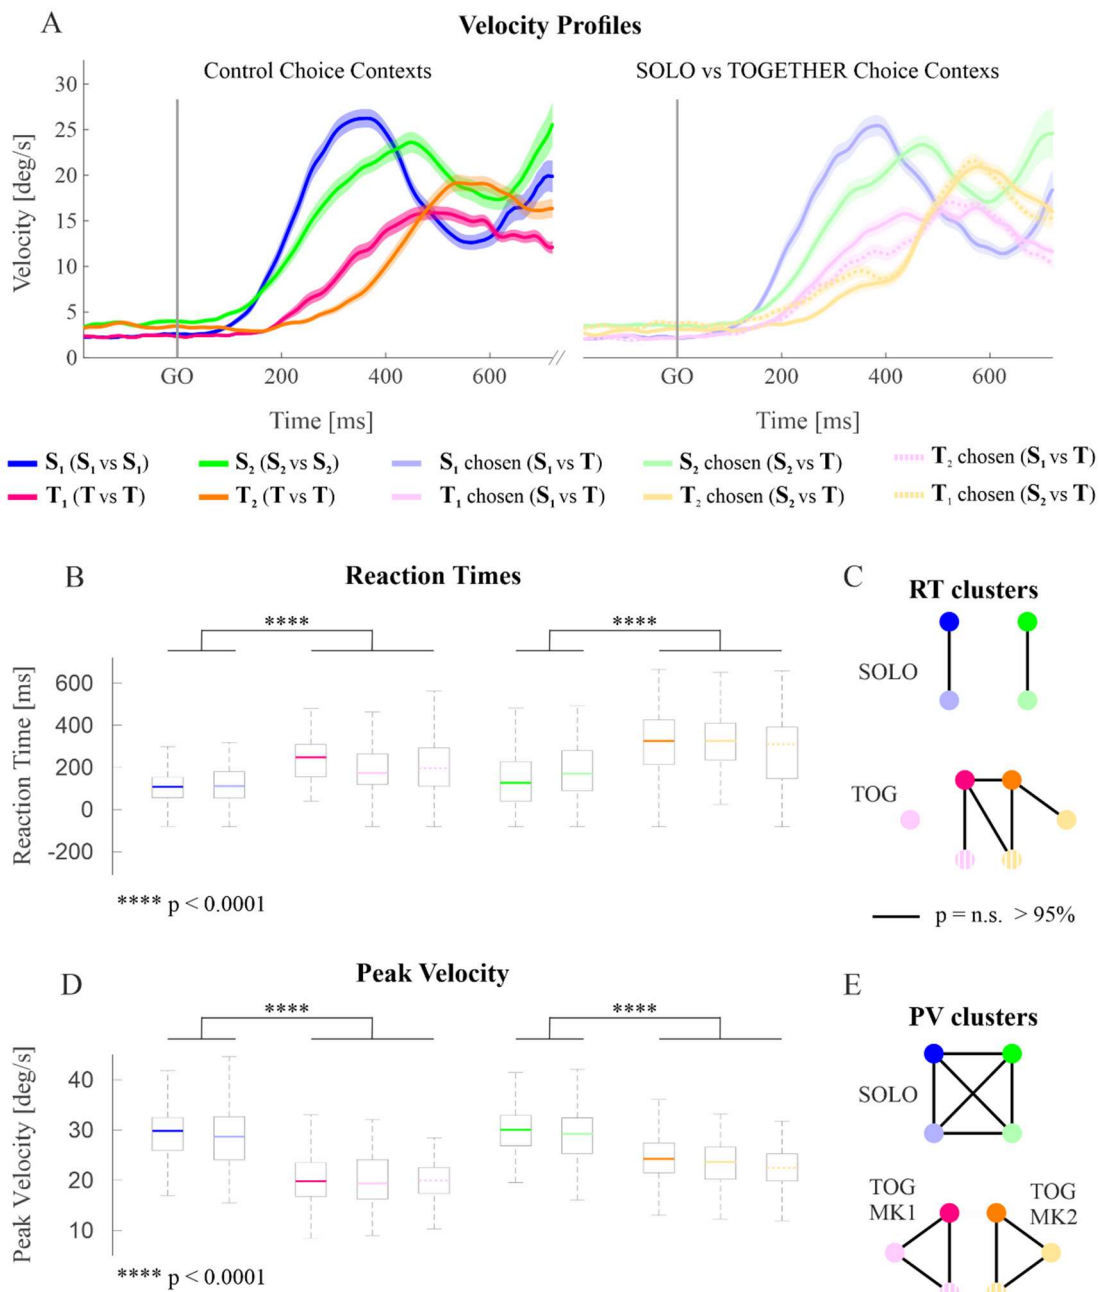 A
Velocity Profiles
Control Choice Contexts
SOLO vs TOGETHER Choice Contexs
Velocity [deg/s]
30
25
20
15
10
5
0
GO 200 400 600
GO 200 400 600
Time [ms]
Time [ms]
S₁ (S₁ vs S₁)
S₂ (S₂ vs S₂)
S₁ chosen (S₁ vs T)
S₂ chosen (S₂ vs T)
T₂ chosen (S₁ vs T)
T₁ (T vs T)
T₂ (T vs T)
T₁ chosen (S₁ vs T)
T₂ chosen (S₂ vs T)
T₁ chosen (S₂ vs T)
B
Reaction Times
**** ****
Reaction Time [ms]
600
400
200
0
-200
**** p < 0.0001
C
RT clusters
SOLO
TOG
p = n.s. > 95%
D
Peak Velocity
**** ****
Peak Velocity [deg/s]
40
30
20
10
**** p < 0.0001
E
PV clusters
SOLO
TOG
MK1
TOG
MK2